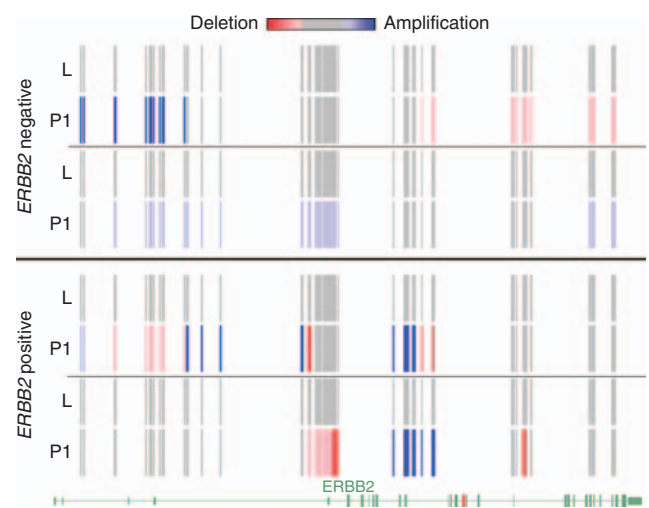 Deletion Amplification
ERBB2 negative
L
P1
L
P1
ERBB2 positive
L
P1
L
P1
ERBB2